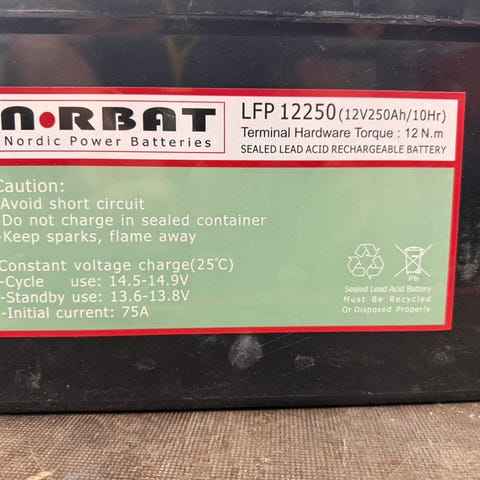 N•RBAT
Nordic Power Batteries
LFP 12250 (12V250Ah/10Hr)
Terminal Hardware Torque : 12 N.m
SEALED LEAD ACID RECHARGEABLE BATTERY
Caution:
-Avoid short circuit
-Do not charge in sealed container
-Keep sparks, flame away
Constant voltage charge(25℃)
-Cycle use: 14.5-14.9V
-Standby use: 13.6-13.8V
-Initial current: 75A
Pb
Sealed Lead Acid Battery
Must Be Recycled
Or Disposed Properly